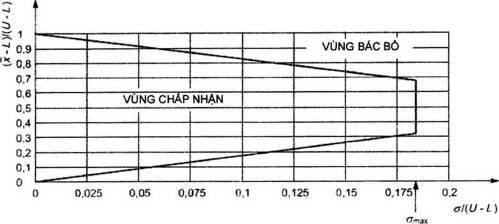 (x̄ - L)/(U - L)
1
0,9
0,8
0,7
0,6
0,5
0,4
0,3
0,2
0,1
0
VÙNG BÁC BỎ
VÙNG CHẤP NHẬN
0 0,025 0,05 0,075 0,1 0,125 0,15 0,175 0,2
σmax
σ/(U - L)